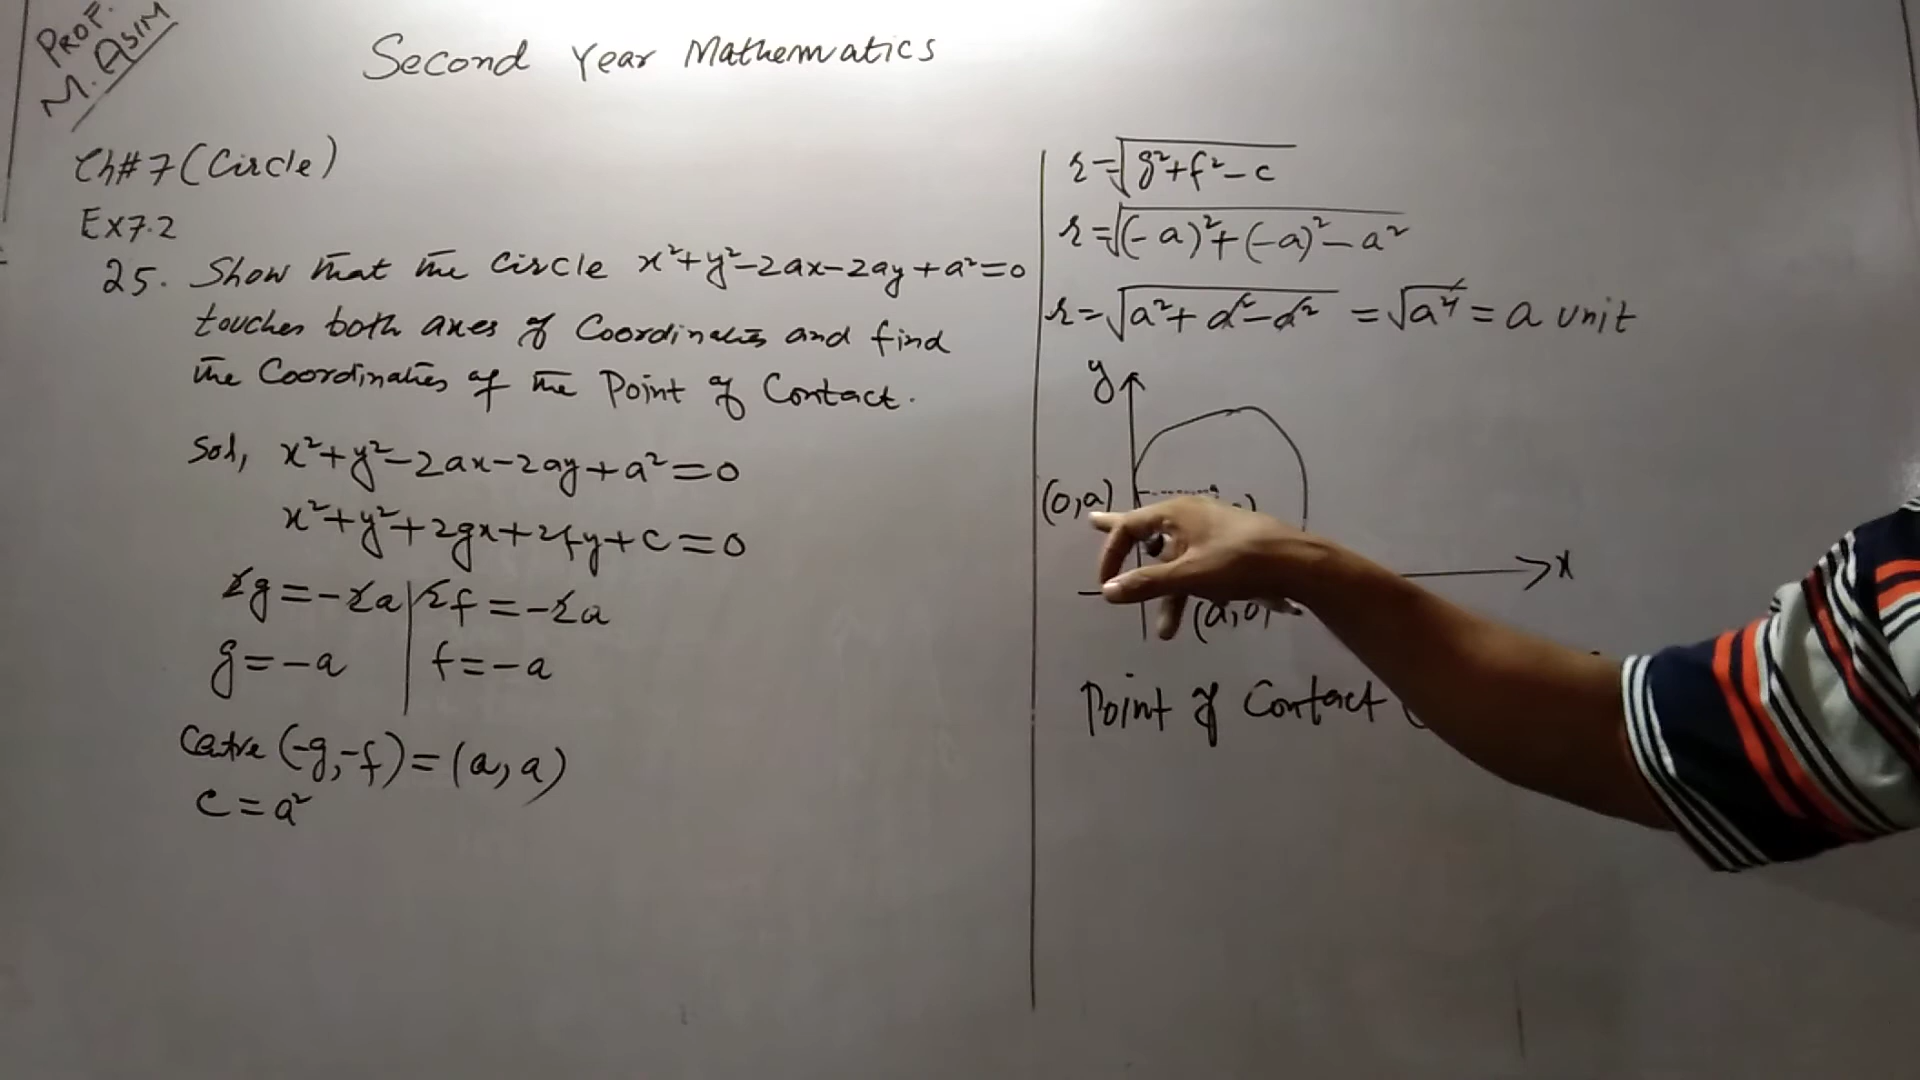 PROF.
M. ASIM
Second Year Mathematics
Ch#7 (Circle)
Ex7.2
25. Show that the Circle x²+y²-2ax-2ay+a²=0
touches both axes of Coordinates and find
the Coordinates of the Point of Contact.
Sol, x²+y²-2ax-2ay+a²=0
x²+y²+2gx+2fy+c=0
2g=-2a | 2f=-2a
g=-a | f=-a
Centre (-g,-f)=(a,a)
c=a²
r=√g²+f²-c
r=√(-a)²+(-a)²-a²
r=√a²+a²-a² = √a² = a unit
y
(0,a)
x
(a,0
Point of Contact (